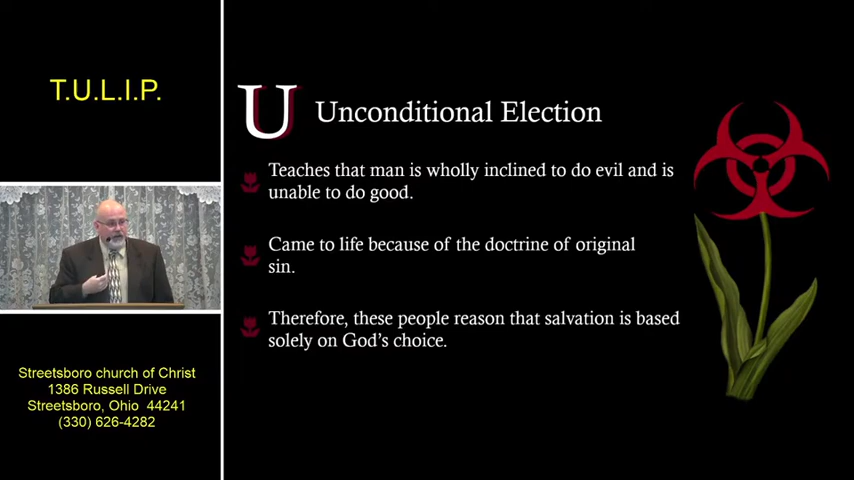 T.U.L.I.P.
U Unconditional Election
Teaches that man is wholly inclined to do evil and is
unable to do good.
Came to life because of the doctrine of original
sin.
Therefore, these people reason that salvation is based
solely on God's choice.
Streetsboro church of Christ
1386 Russell Drive
Streetsboro, Ohio 44241
(330) 626-4282